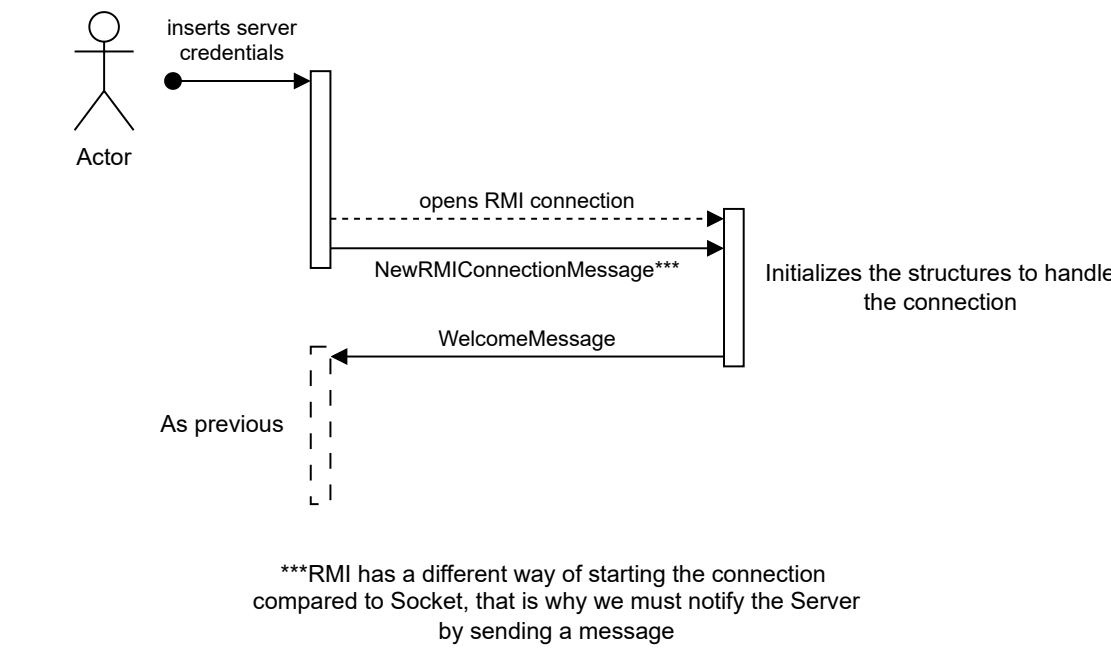 inserts server
credentials
Actor
opens RMI connection
NewRMIConnectionMessage***
Initializes the structures to handle
the connection
WelcomeMessage
As previous
***RMI has a different way of starting the connection
compared to Socket, that is why we must notify the Server
by sending a message